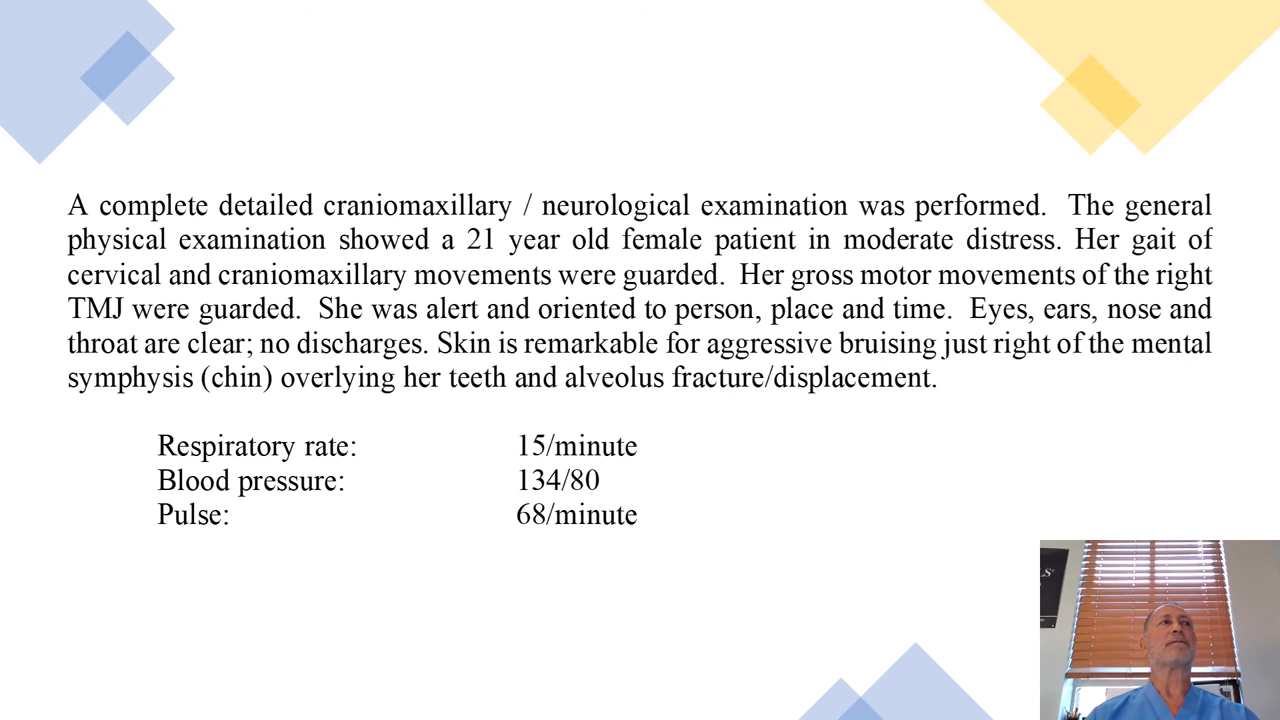 A complete detailed craniomaxillary / neurological examination was performed. The general
physical examination showed a 21 year old female patient in moderate distress. Her gait of
cervical and craniomaxillary movements were guarded. Her gross motor movements of the right
TMJ were guarded. She was alert and oriented to person, place and time. Eyes, ears, nose and
throat are clear; no discharges. Skin is remarkable for aggressive bruising just right of the mental
symphysis (chin) overlying her teeth and alveolus fracture/displacement.
Respiratory rate: 15/minute
Blood pressure: 134/80
Pulse: 68/minute